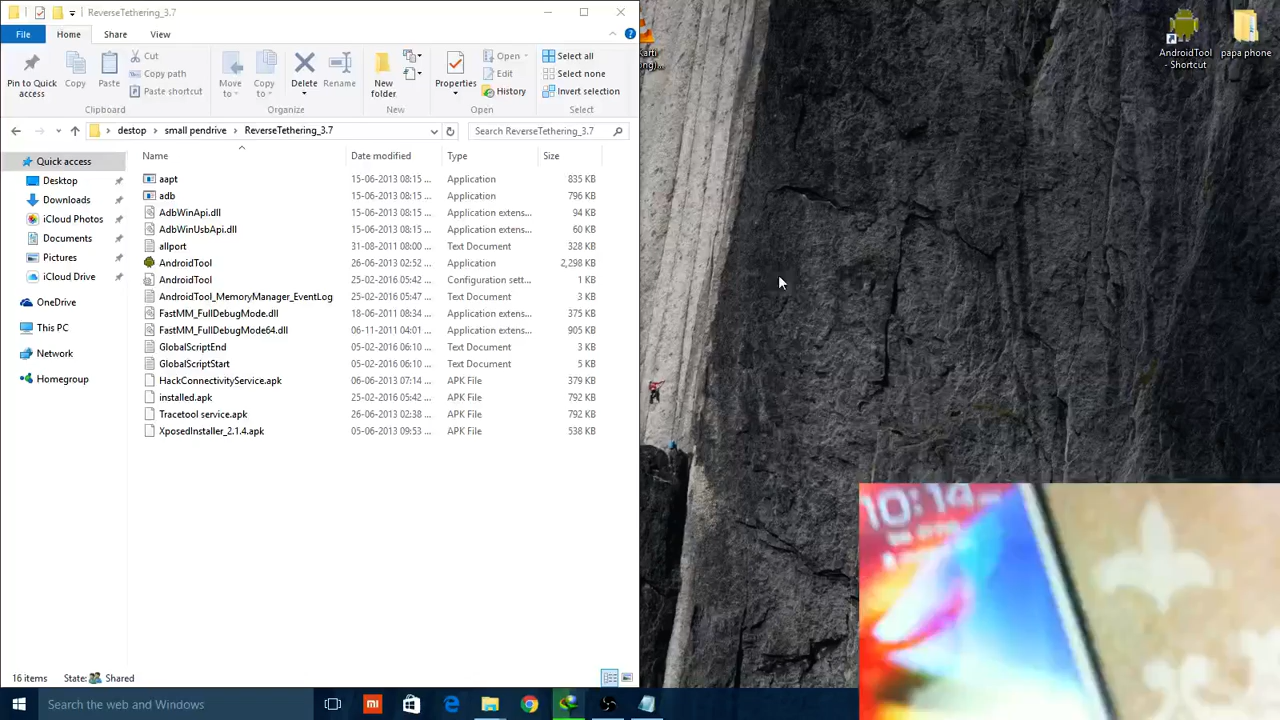 ReverseTethering_3.7
File Home Share View
Pin to Quick access
Copy
Paste
Cut
Copy path
Paste shortcut
Clipboard
Move to
Copy to
Delete
Rename
Organize
New folder
New
Properties
Open
Edit
History
Open
Select all
Select none
Invert selection
Select
destop small pendrive ReverseTethering_3.7
Search ReverseTethering_3.7
Quick access
Desktop
Downloads
iCloud Photos
Documents
Pictures
iCloud Drive
OneDrive
This PC
Network
Homegroup
Name Date modified Type Size
aapt 15-06-2013 08:15 ... Application 835 KB
adb 15-06-2013 08:15 ... Application 796 KB
AdbWinApi.dll 15-06-2013 08:15 ... Application extens... 94 KB
AdbWinUsbApi.dll 15-06-2013 08:15 ... Application extens... 60 KB
allport 31-08-2011 08:00 ... Text Document 328 KB
AndroidTool 26-06-2013 02:52 ... Application 2,298 KB
AndroidTool 25-02-2016 05:42 ... Configuration sett... 1 KB
AndroidTool_MemoryManager_EventLog 25-02-2016 05:47 ... Text Document 3 KB
FastMM_FullDebugMode.dll 18-06-2011 08:34 ... Application extens... 375 KB
FastMM_FullDebugMode64.dll 06-11-2011 04:01 ... Application extens... 905 KB
GlobalScriptEnd 05-02-2016 06:10 ... Text Document 3 KB
GlobalScriptStart 05-02-2016 06:10 ... Text Document 5 KB
HackConnectivityService.apk 06-06-2013 07:14 ... APK File 379 KB
installed.apk 25-02-2016 05:42 ... APK File 792 KB
Tracetool service.apk 26-06-2013 02:38 ... APK File 792 KB
XposedInstaller_2.1.4.apk 05-06-2013 09:53 ... APK File 538 KB
16 items State: Shared
Karti
ong)...
AndroidTool - Shortcut
papa phone
10:14
Search the web and Windows